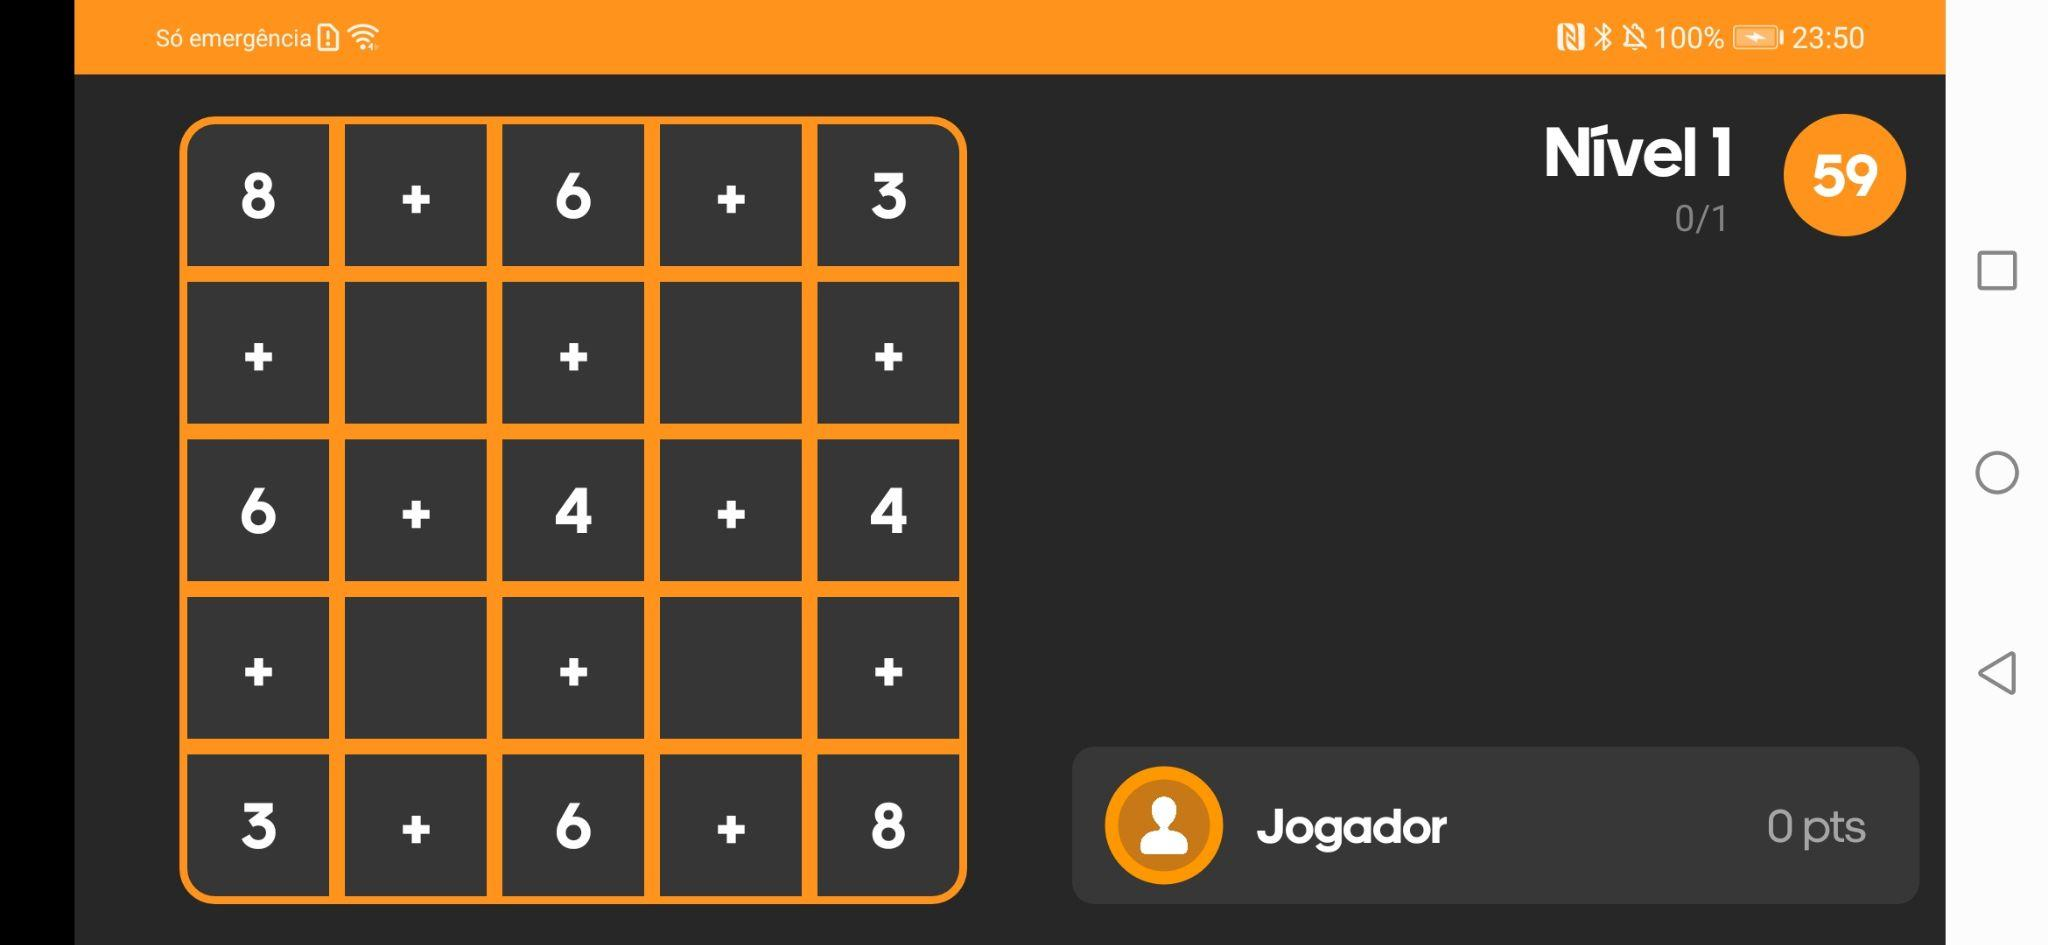 Só emergência 100% 23:50
8 + 6 + 3
+ + +
6 + 4 + 4
+ + +
3 + 6 + 8
Nível 1
0/1
59
Jogador 0 pts